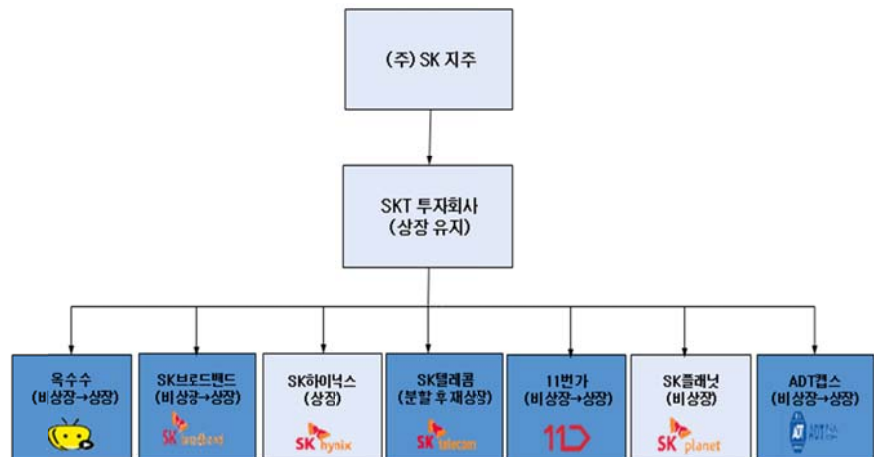 (주) SK 지주
SKT 투자회사
(상장 유지)
옥수수
(비상장→상장)
SK브로드밴드
(비상장→상장)
SK broadband
SK하이닉스
(상장)
SK hynix
SK텔레콤
(분할 후 재상장)
SK telecom
11번가
(비상장→상장)
11
SK플래닛
(비상장)
SK planet
ADT캡스
(비상장→상장)
ADT